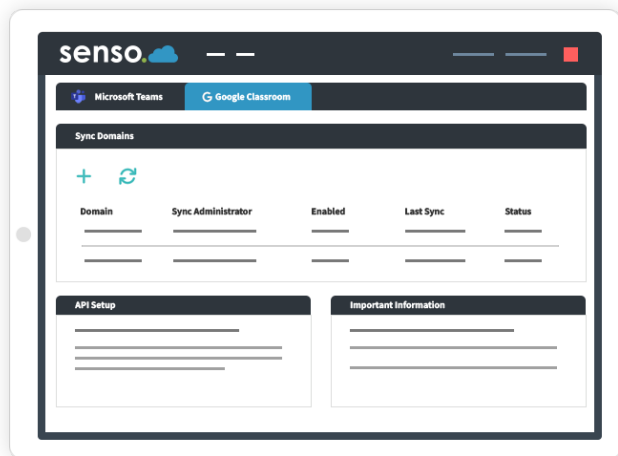 senso.
Microsoft Teams
Google Classroom
Sync Domains
Domain Sync Administrator Enabled Last Sync Status
API Setup
Important Information